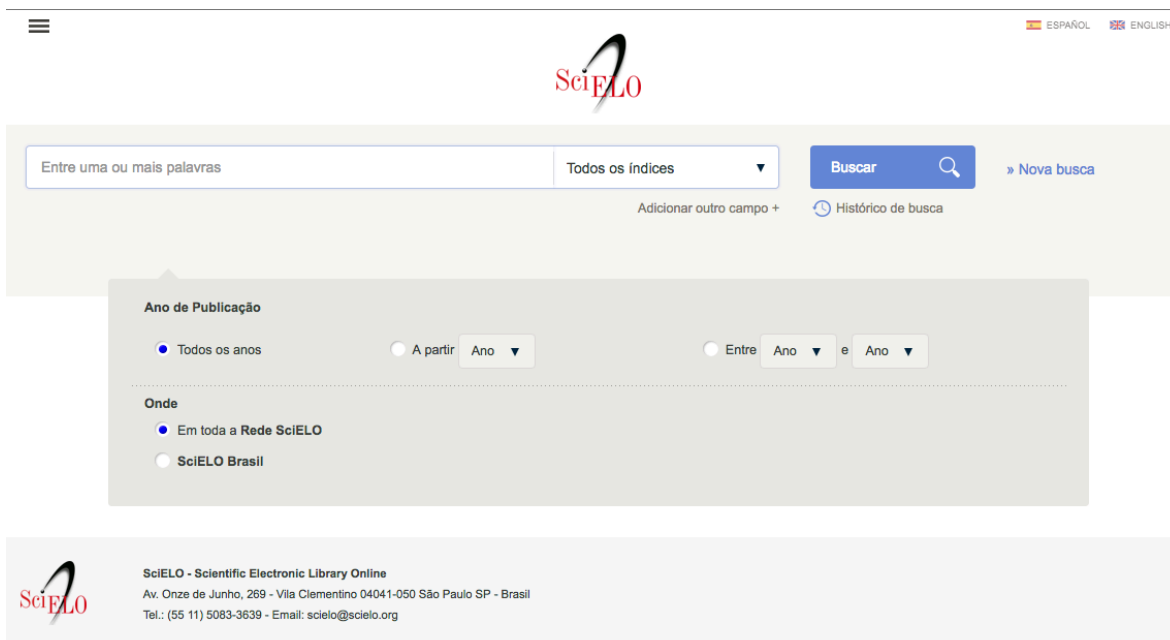 ESPAÑOL ENGLISH
SciELO
Entre uma ou mais palavras Todos os índices Buscar » Nova busca
Adicionar outro campo + Histórico de busca
Ano de Publicação
Todos os anos A partir Ano Entre Ano e Ano
Onde
Em toda a Rede SciELO
SciELO Brasil
SciELO
SciELO - Scientific Electronic Library Online
Av. Onze de Junho, 269 - Vila Clementino 04041-050 São Paulo SP - Brasil
Tel.: (55 11) 5083-3639 - Email: scielo@scielo.org